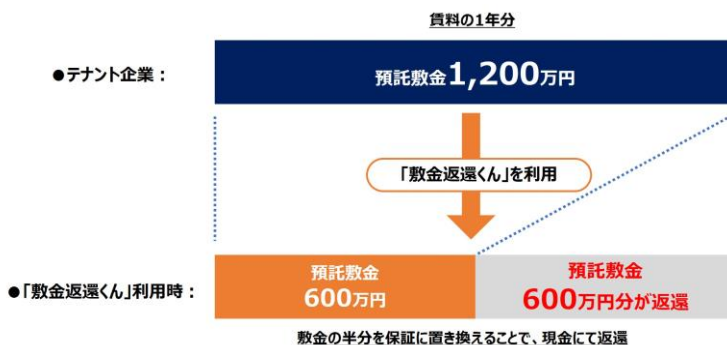 賃料の1年分
●テナント企業：
預託敷金1,200万円
「敷金返還くん」を利用
●「敷金返還くん」利用時：
預託敷金
600万円
預託敷金
600万円分が返還
敷金の半分を保証に置き換えることで、現金にて返還